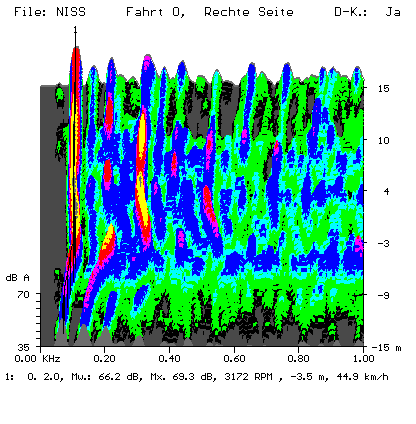 File: NISS Fahrt 0, Rechte Seite D-K.: Ja
1
15
10
4
-3
dB A
70
-9
35
-15 m
0.00 KHz 0.20 0.40 0.60 0.80 1.00
1: 0. 2.0, Mw.: 66.2 dB, Mx. 69.3 dB, 3172 RPM , -3.5 m, 44.9 km/h